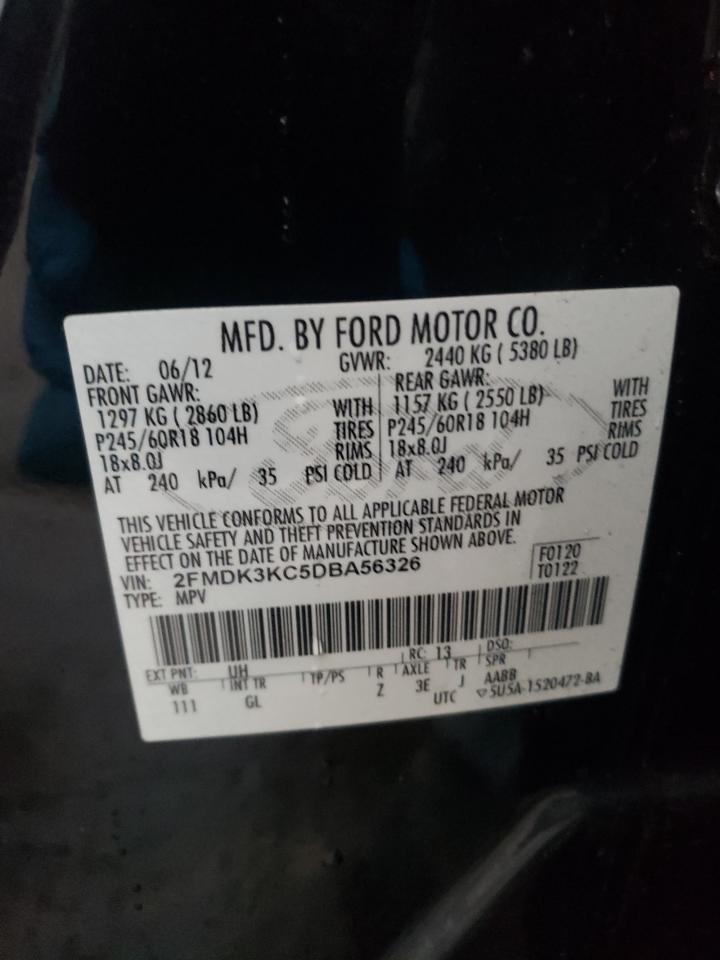 MFD. BY FORD MOTOR CO.
DATE: 06/12 GVWR: 2440 KG ( 5380 LB)
FRONT GAWR: REAR GAWR:
1297 KG ( 2860 LB) WITH 1157 KG ( 2550 LB) WITH
P245/60R18 104H TIRES P245/60R18 104H TIRES
18x8.0J RIMS 18x8.0J RIMS
AT 240 kPa/ 35 PSI COLD AT 240 kPa/ 35 PSI COLD
THIS VEHICLE CONFORMS TO ALL APPLICABLE FEDERAL MOTOR
VEHICLE SAFETY AND THEFT PREVENTION STANDARDS IN
EFFECT ON THE DATE OF MANUFACTURE SHOWN ABOVE.
VIN: 2FMDK3KC5DBA56326 F0120
TYPE: MPV T0122
EXT PNT: UH RC: 13 DSO:
WB INT TR TP/PS R AXLE TR SPR
111 GL Z 3E J AABB
UTC ▽5U5A-1520472-BA